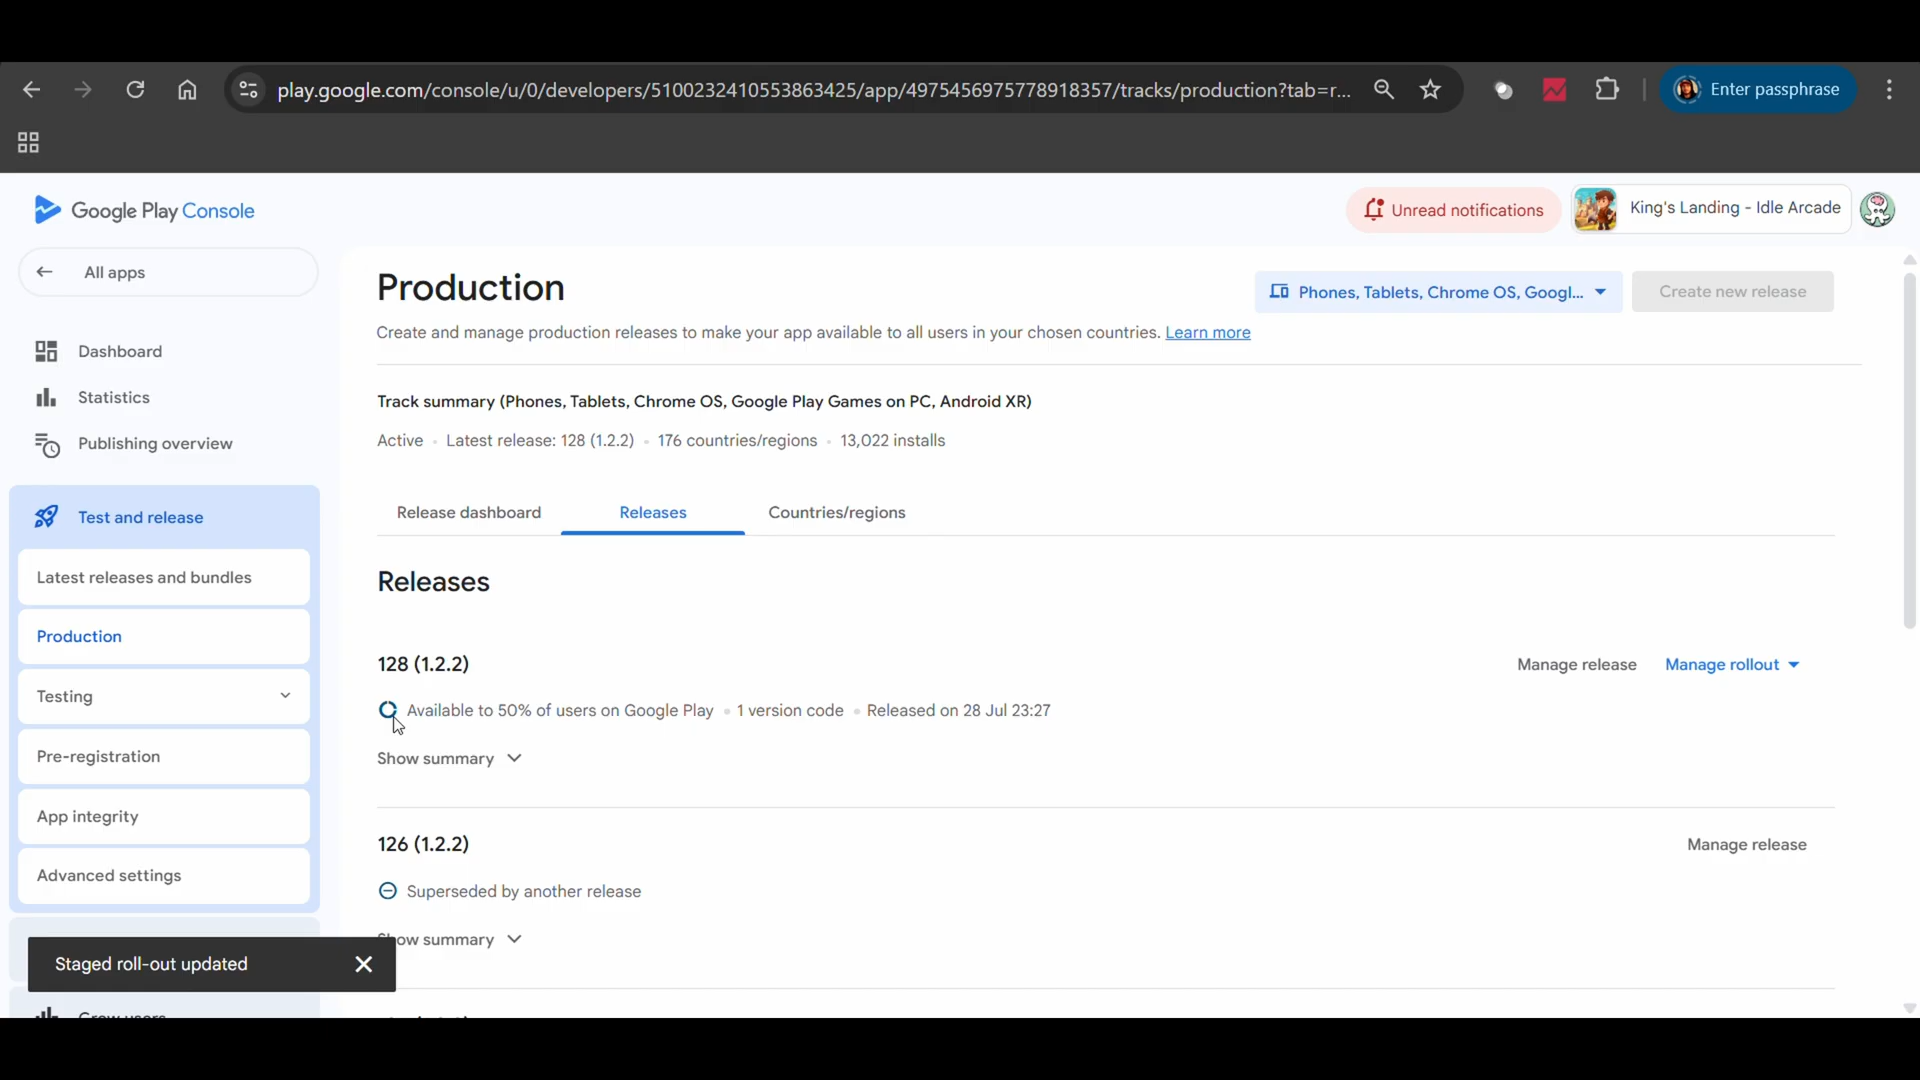 play.google.com/console/u/0/developers/5100232410553863425/app/4975456975778918357/tracks/production?tab=r...
Enter passphrase
Google Play Console
Unread notifications
King's Landing - Idle Arcade
All apps
Production
Phones, Tablets, Chrome OS, Googl...
Create new release
Create and manage production releases to make your app available to all users in your chosen countries. Learn more
Dashboard
Statistics
Publishing overview
Track summary (Phones, Tablets, Chrome OS, Google Play Games on PC, Android XR)
Active • Latest release: 128 (1.2.2) • 176 countries/regions • 13,022 installs
Test and release
Latest releases and bundles
Production
Testing
Pre-registration
App integrity
Advanced settings
Release dashboard
Releases
Countries/regions
Releases
128 (1.2.2)
Manage release
Manage rollout
Available to 50% of users on Google Play • 1 version code • Released on 28 Jul 23:27
Show summary
126 (1.2.2)
Manage release
Superseded by another release
Show summary
Staged roll-out updated
Grow users